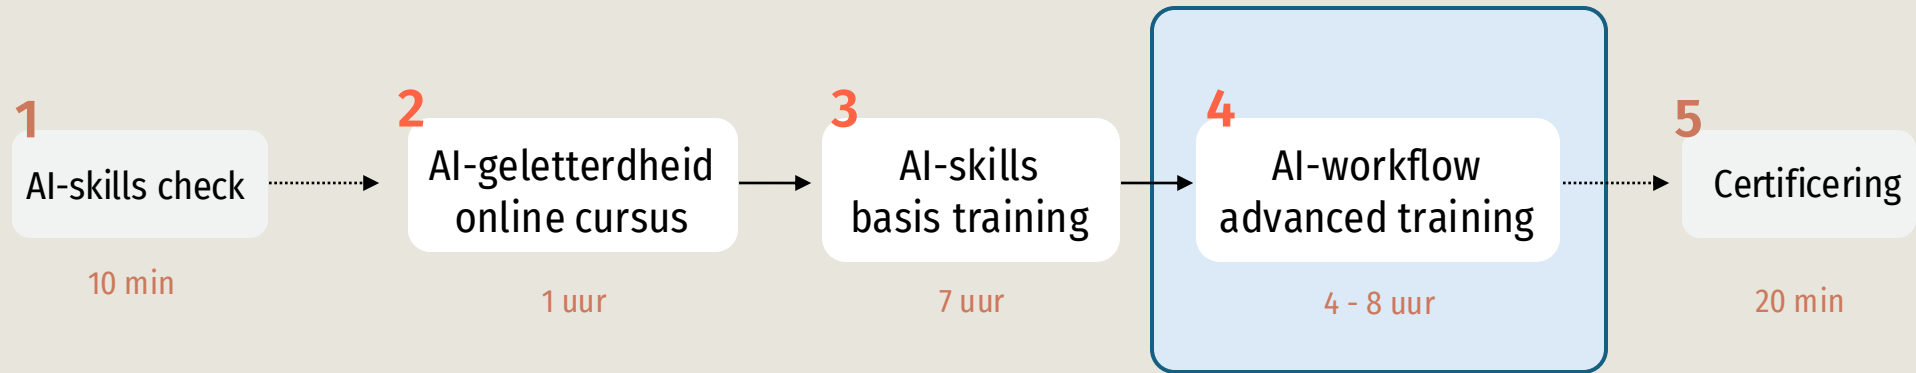 1
AI-skills check
10 min
2
AI-geletterdheid
online cursus
1 uur
3
AI-skills
basis training
7 uur
4
AI-workflow
advanced training
4 - 8 uur
5
Certificering
20 min